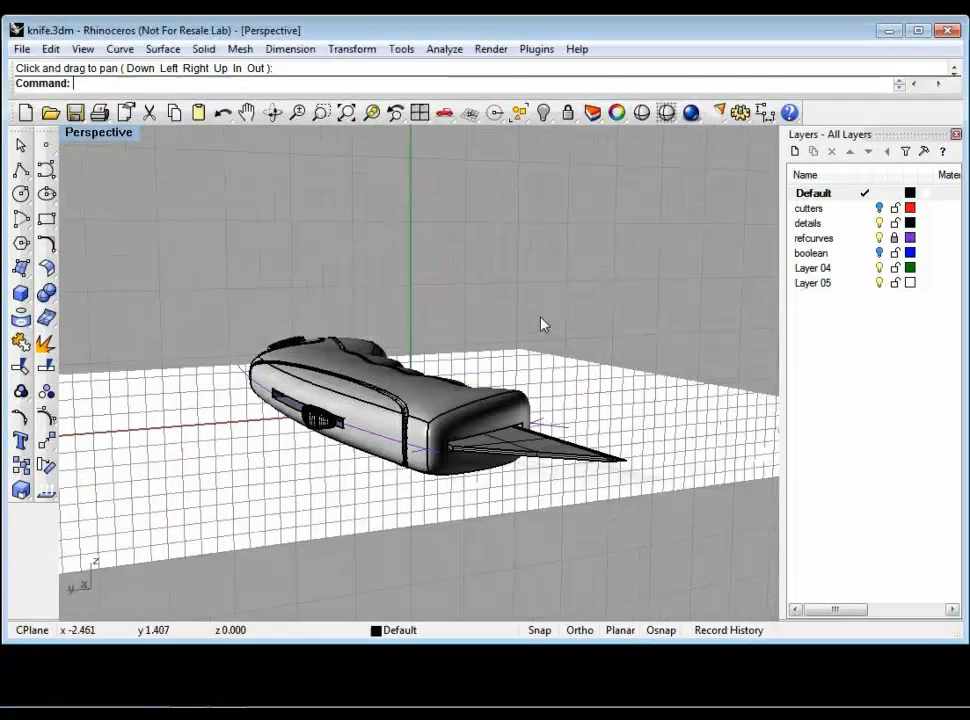 knife.3dm - Rhinoceros (Not For Resale Lab) - [Perspective]
File Edit View Curve Surface Solid Mesh Dimension Transform Tools Analyze Render Plugins Help
Click and drag to pan ( Down Left Right Up In Out ):
Command:
Perspective
Layers - All Layers
Name Mater
Default
cutters
details
refcurves
boolean
Layer 04
Layer 05
z
y x
CPlane x -2.461 y 1.407 z 0.000 Default Snap Ortho Planar Osnap Record History